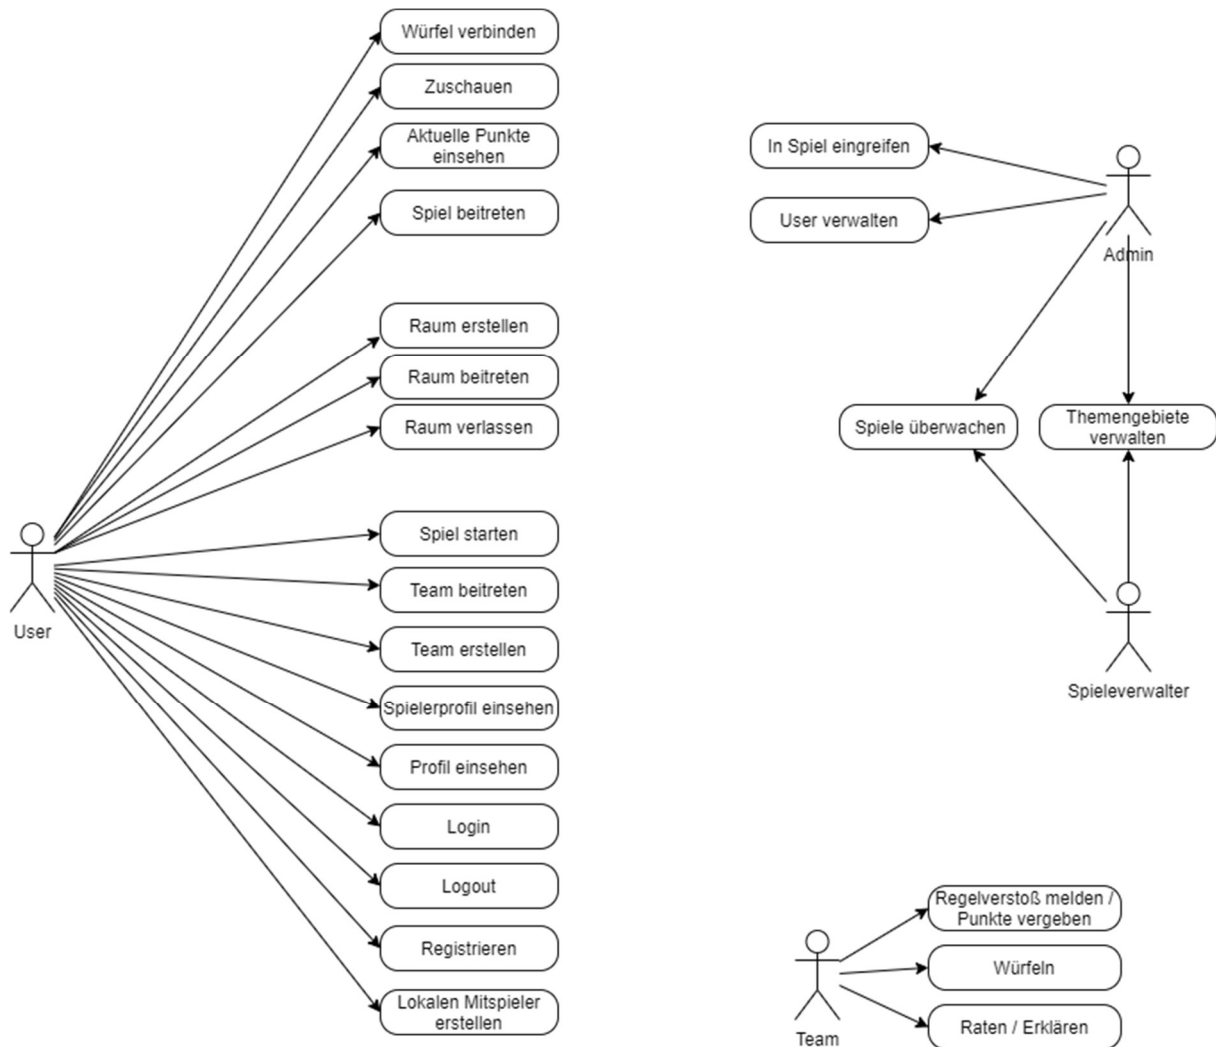 Würfel verbinden
Zuschauen
Aktuelle Punkte
einsehen
Spiel beitreten
Raum erstellen
Raum beitreten
Raum verlassen
Spiel starten
Team beitreten
Team erstellen
Spielerprofil einsehen
Profil einsehen
Login
Logout
Registrieren
Lokalen Mitspieler
erstellen
User
In Spiel eingreifen
User verwalten
Admin
Spiele überwachen
Themengebiete
verwalten
Spieleverwalter
Regelverstoß melden /
Punkte vergeben
Würfeln
Raten / Erklären
Team